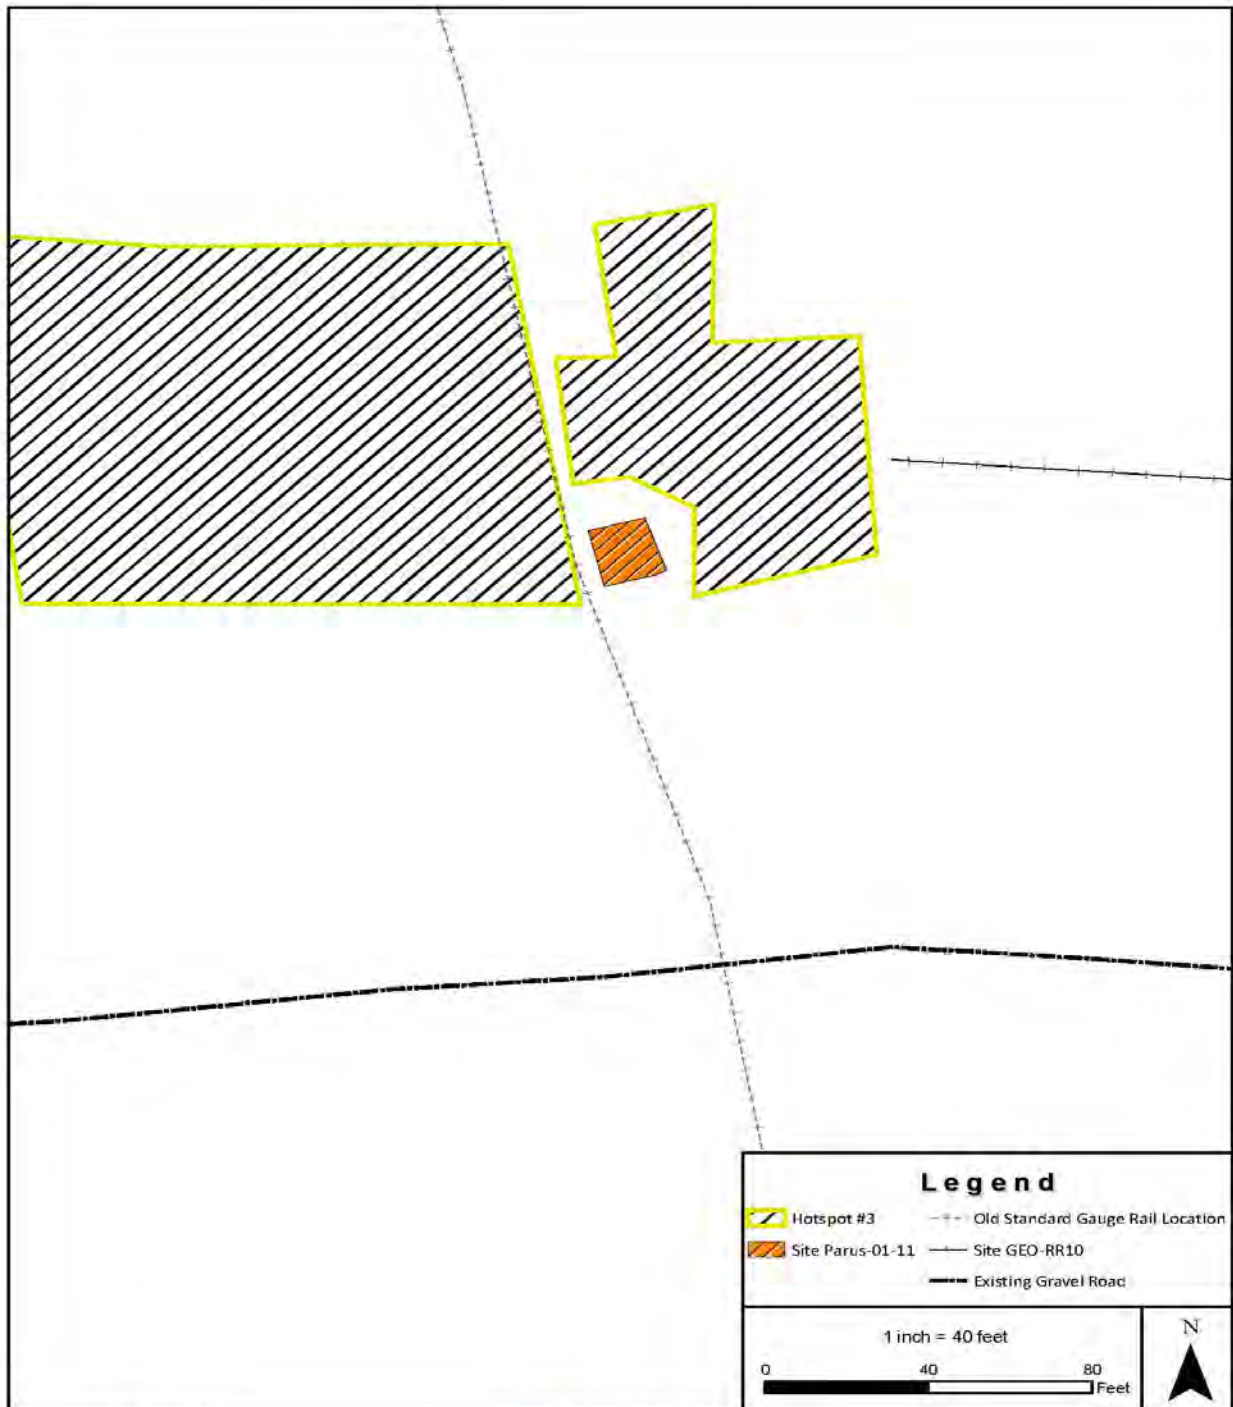 Legend
Hotspot #3
Old Standard Gauge Rail Location
Site Parus-01-11
Site GEO-RR10
Existing Gravel Road
1 inch = 40 feet
0 40 80
Feet
N